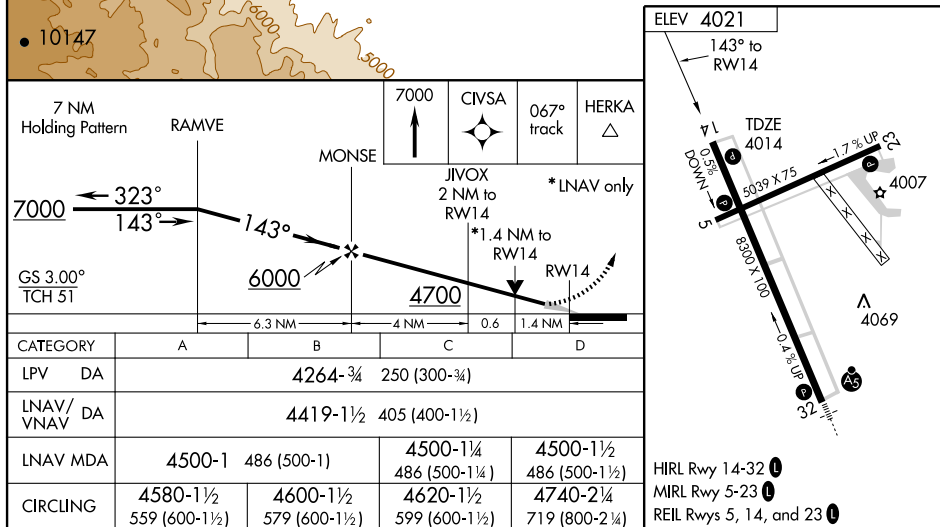 10147
6000
5000
7 NM
Holding Pattern
RAMVE
MONSE
7000
CIVSA
067°
track
HERKA
JIVOX
2 NM to
RW14
* LNAV only
*1.4 NM to
RW14
RW14
7000
323°
143°
143°
6000
4700
GS 3.00°
TCH 51
6.3 NM
4 NM
0.6
1.4 NM
CATEGORY A B C D
LPV DA 4264-¾ 250 (300-¾)
LNAV/
VNAV DA 4419-1½ 405 (400-1½)
LNAV MDA 4500-1 486 (500-1) 4500-1¼ 486 (500-1¼) 4500-1½ 486 (500-1½)
CIRCLING 4580-1½ 559 (600-1½) 4600-1½ 579 (600-1½) 4620-1½ 599 (600-1½) 4740-2¼ 719 (800-2¼)
ELEV 4021
143° to
RW14
14
TDZE
4014
0.5%
DOWN
P
P
P
1.7 % UP
23
5039 X 75
4007
5
X
X
X
X
8300 X 100
4069
0.4 % UP
P
A5
32
HIRL Rwy 14-32 L
MIRL Rwy 5-23 L
REIL Rwys 5, 14, and 23 L